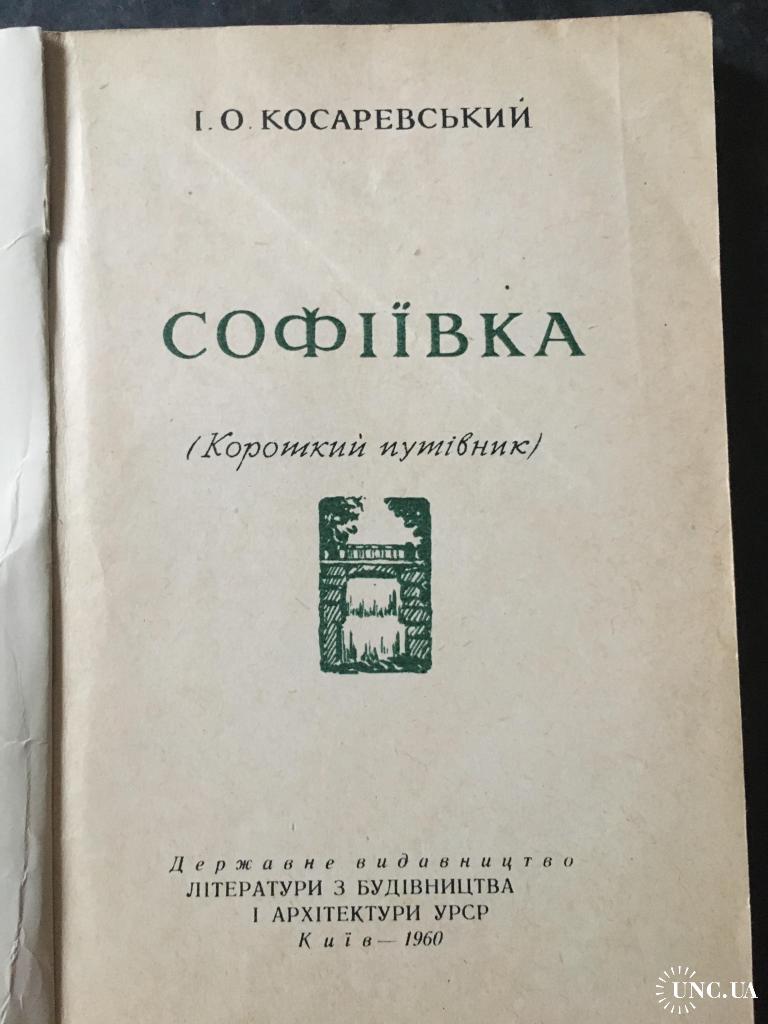 І. О. КОСАРЕВСЬКИЙ
СОФІЇВКА
(Короткий путівник)
Державне видавництво
ЛІТЕРАТУРИ З БУДІВНИЦТВА
І АРХІТЕКТУРИ УРСР
Київ — 1960
UNC.UA